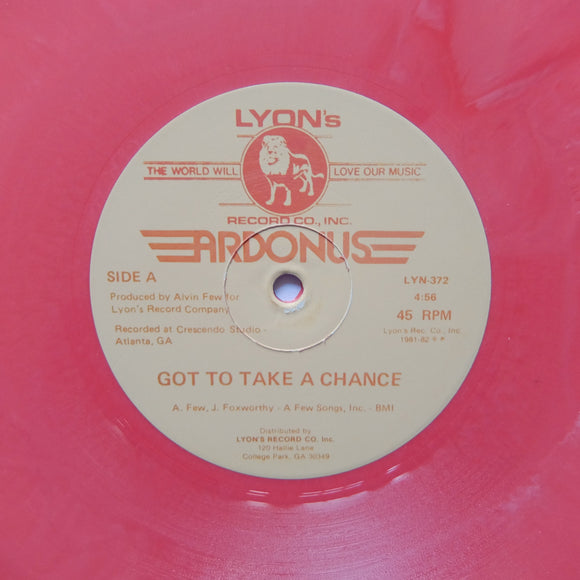 LYON's
THE WORLD WILL LOVE OUR MUSIC
RECORD CO., INC.
ARDONUS
SIDE A
LYN-372
Produced by Alvin Few for
Lyon's Record Company
4:56
45 RPM
Recorded at Crescendo Studio -
Atlanta, GA
Lyon's Rec. Co., Inc.
1981-82
GOT TO TAKE A CHANCE
A. Few, J. Foxworthy - A Few Songs, Inc. - BMI
Distributed by
LYON'S RECORD CO. Inc.
120 Hallie Lane
College Park, GA 30349